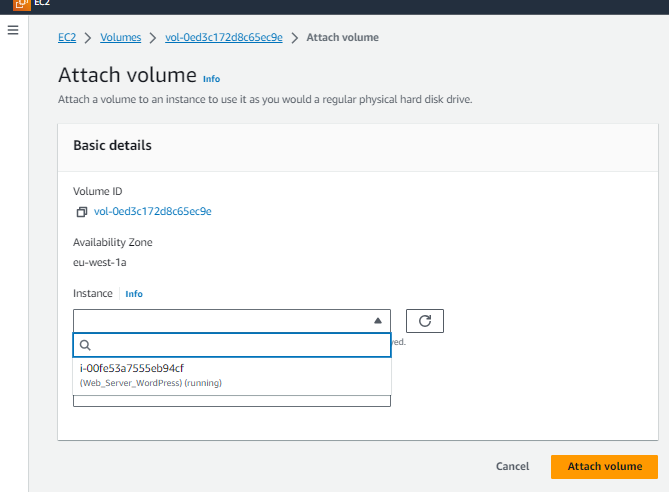 EC2
EC2 > Volumes > vol-0ed3c172d8c65ec9e > Attach volume
Attach volume Info
Attach a volume to an instance to use it as you would a regular physical hard disk drive.
Basic details
Volume ID
vol-0ed3c172d8c65ec9e
Availability Zone
eu-west-1a
Instance Info
i-00fe53a7555eb94cf
(Web_Server_WordPress) (running)
Cancel Attach volume